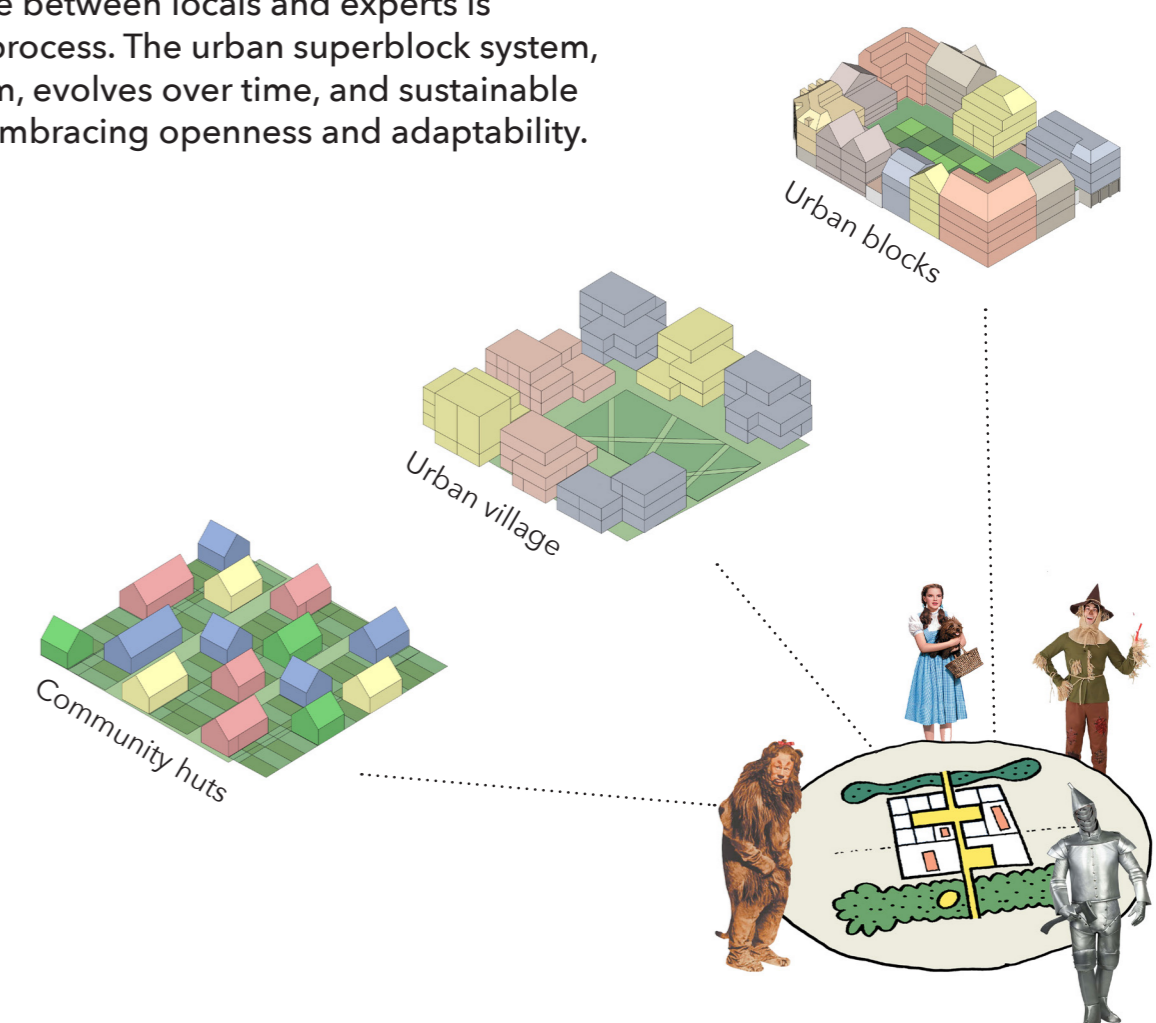 e between locals and experts is
process. The urban superblock system,
n, evolves over time, and sustainable
mbracing openness and adaptability.
Urban blocks
Urban village
Community huts